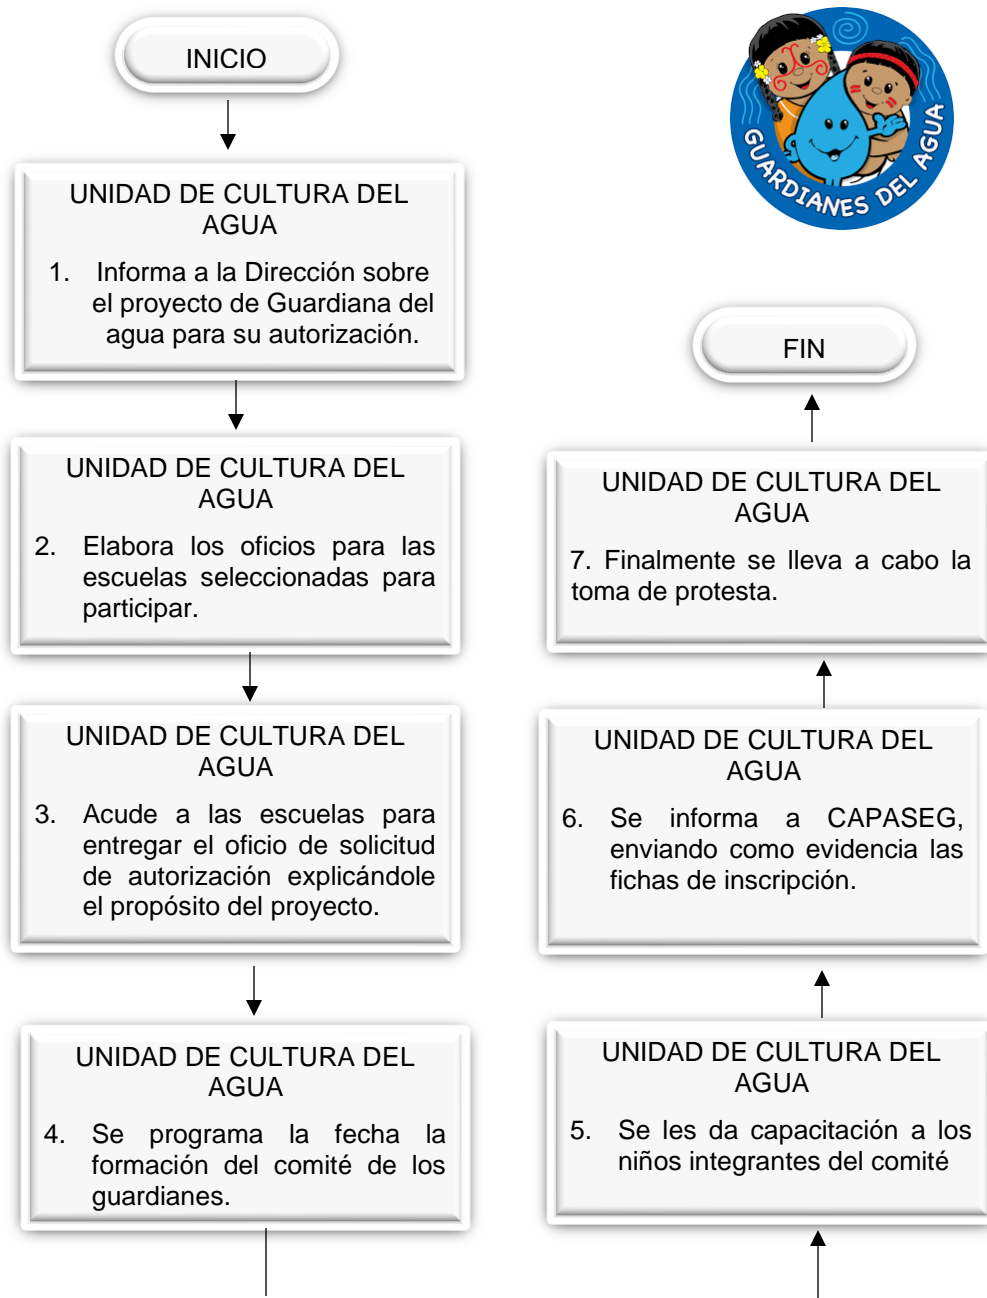 INICIO
GUARDIANES DEL AGUA
UNIDAD DE CULTURA DEL
AGUA
1. Informa a la Dirección sobre
el proyecto de Guardiana del
agua para su autorización.
UNIDAD DE CULTURA DEL
AGUA
2. Elabora los oficios para las
escuelas seleccionadas para
participar.
UNIDAD DE CULTURA DEL
AGUA
3. Acude a las escuelas para
entregar el oficio de solicitud
de autorización explicándole
el propósito del proyecto.
UNIDAD DE CULTURA DEL
AGUA
4. Se programa la fecha la
formación del comité de los
guardianes.
UNIDAD DE CULTURA DEL
AGUA
5. Se les da capacitación a los
niños integrantes del comité
UNIDAD DE CULTURA DEL
AGUA
6. Se informa a CAPASEG,
enviando como evidencia las
fichas de inscripción.
UNIDAD DE CULTURA DEL
AGUA
7. Finalmente se lleva a cabo la
toma de protesta.
FIN